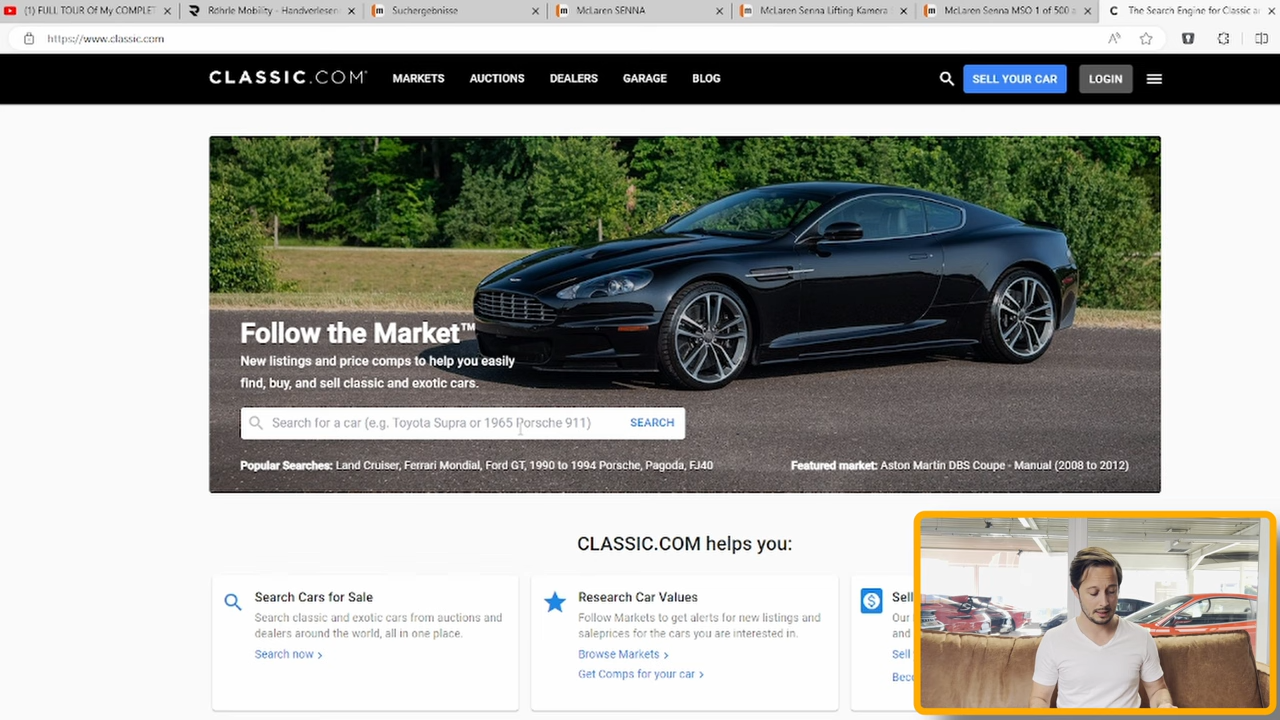 (1) FULL TOUR Of My COMPLET
Röhrle Mobility - Handverlesen
Suchergebnisse
McLaren SENNA
McLaren Senna Lifting Kamera
McLaren Senna MSO 1 of 500 a
The Search Engine for Classic an
https://www.classic.com
CLASSIC.COM
MARKETS
AUCTIONS
DEALERS
GARAGE
BLOG
SELL YOUR CAR
LOGIN
Follow the Market™
New listings and price comps to help you easily
find, buy, and sell classic and exotic cars.
Search for a car (e.g. Toyota Supra or 1965 Porsche 911)
SEARCH
Popular Searches: Land Cruiser, Ferrari Mondial, Ford GT, 1990 to 1994 Porsche, Pagoda, FJ40
Featured market: Aston Martin DBS Coupe - Manual (2008 to 2012)
CLASSIC.COM helps you:
Search Cars for Sale
Search classic and exotic cars from auctions and
dealers around the world, all in one place.
Search now >
Research Car Values
Follow Markets to get alerts for new listings and
saleprices for the cars you are interested in.
Browse Markets >
Get Comps for your car >
Sell
Our
and
Sell
Beco